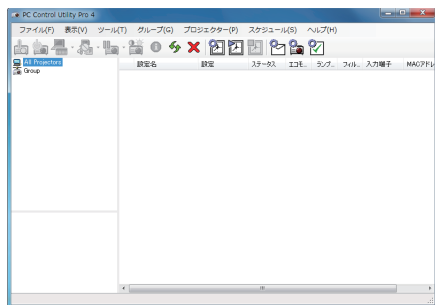 PC Control Utility Pro 4
ファイル(F) 表示(V) ツール(T) グループ(G) プロジェクター(P) スケジュール(S) ヘルプ(H)
All Projectors
Group
設定名 設定 ステータス エコモ... ランプ... フィル... 入力端子 MACアドレ